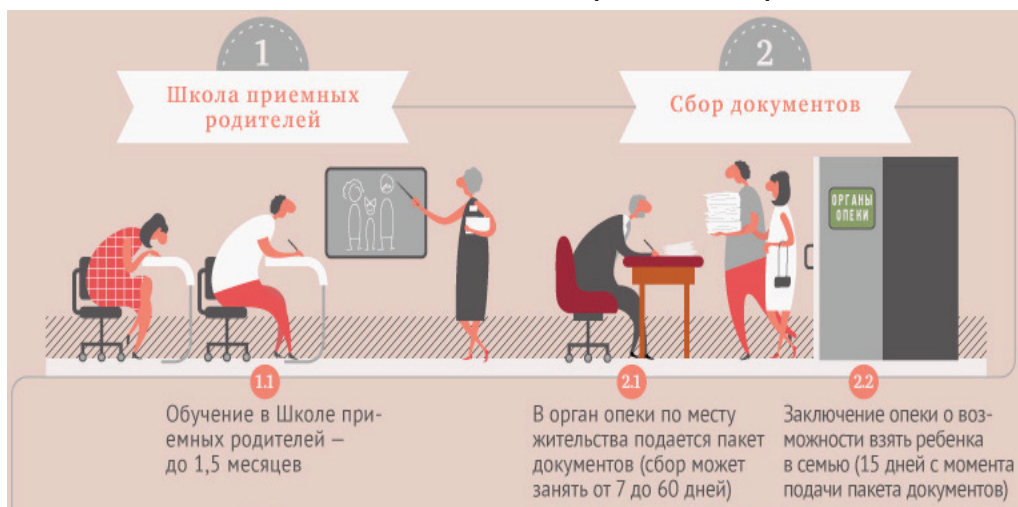 1
Школа приемных
родителей
2
Сбор документов
ОРГАНЫ
ОПЕКИ
1.1
Обучение в Школе при-
емных родителей —
до 1,5 месяцев
2.1
В орган опеки по месту
жительства подается пакет
документов (сбор может
занять от 7 до 60 дней)
2.2
Заключение опеки о воз-
можности взять ребенка
в семью (15 дней с момента
подачи пакета документов)